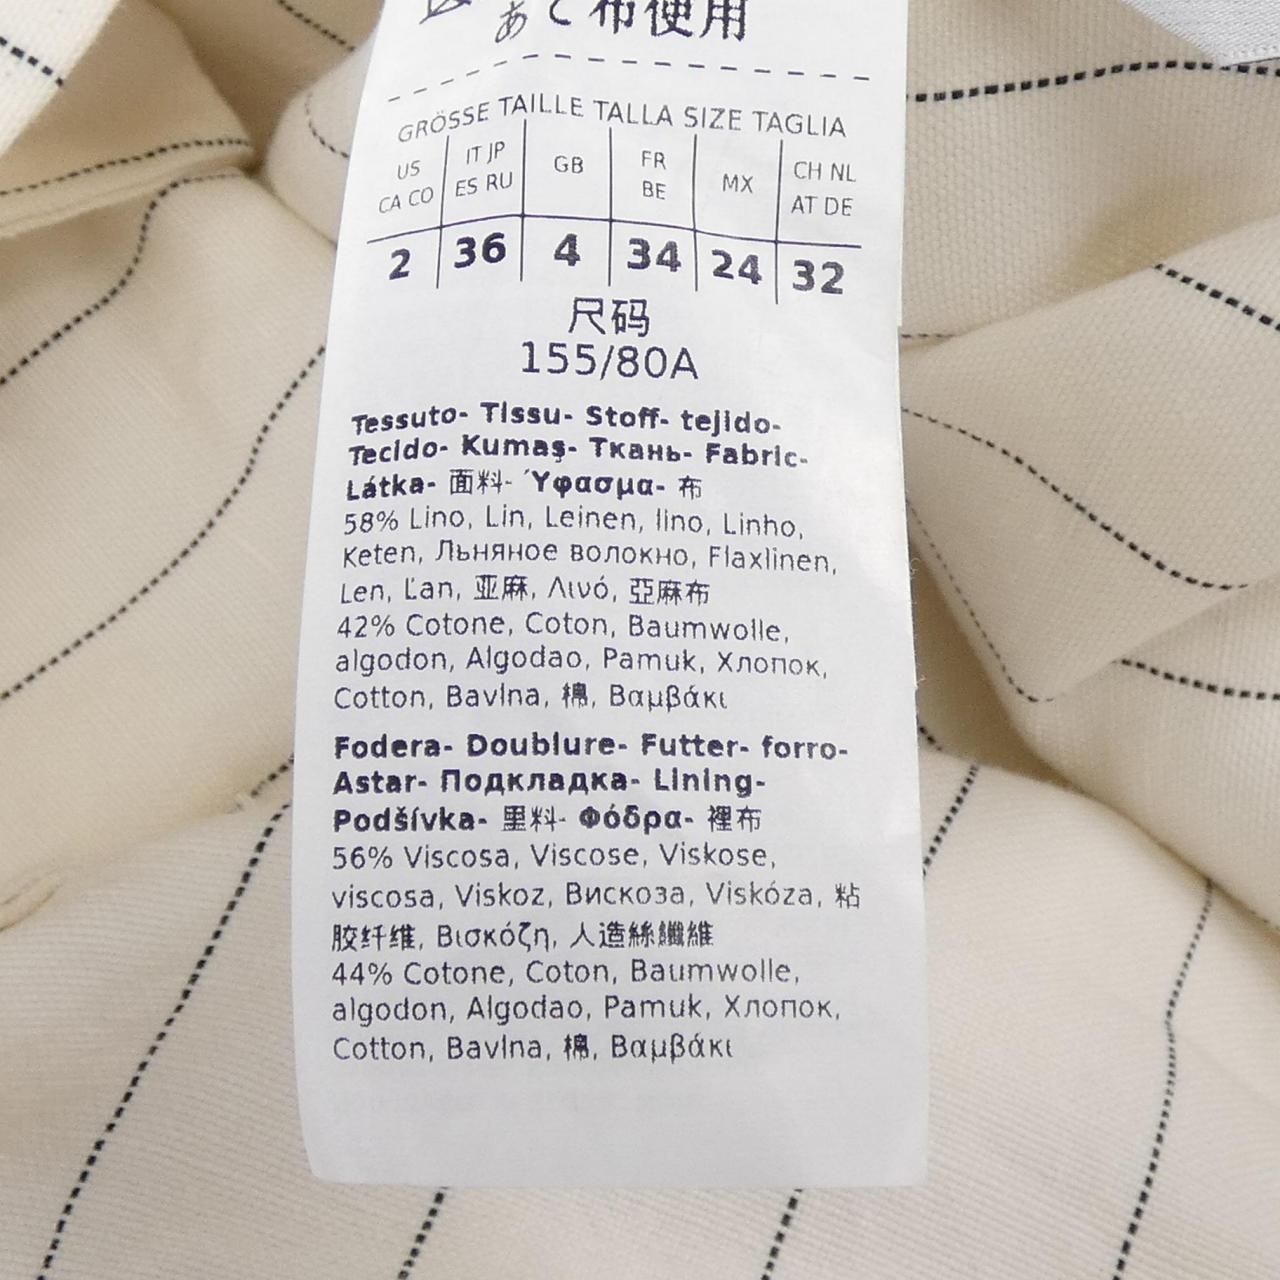 あて布使用
GRÖSSE TAILLE TALLA SIZE TAGLIA
US CA CO
IT JP ES RU
GB
FR BE
MX
CH NL AT DE
2 36 4 34 24 32
尺码
155/80A
Tessuto- Tissu- Stoff- tejido-
Tecido- Kumaş- Ткань- Fabric-
Látka- 面料- Ύφασμα- 布
58% Lino, Lin, Leinen, lino, Linho,
Keten, Льняное волокно, Flaxlinen,
Len, Ľan, 亚麻, Λινό, 亞麻布
42% Cotone, Coton, Baumwolle,
algodon, Algodao, Pamuk, Хлопок,
Cotton, Bavlna, 棉, Βαμβάκι
Fodera- Doublure- Futter- forro-
Astar- Подкладка- Lining-
Podšívka- 里料- Φόδρα- 裡布
56% Viscosa, Viscose, Viskose,
viscosa, Viskoz, Вискоза, Viskóza, 粘
胶纤维, Βισκόζη, 人造絲纖維
44% Cotone, Coton, Baumwolle,
algodon, Algodao, Pamuk, Хлопок,
Cotton, Bavlna, 棉, Βαμβάκι